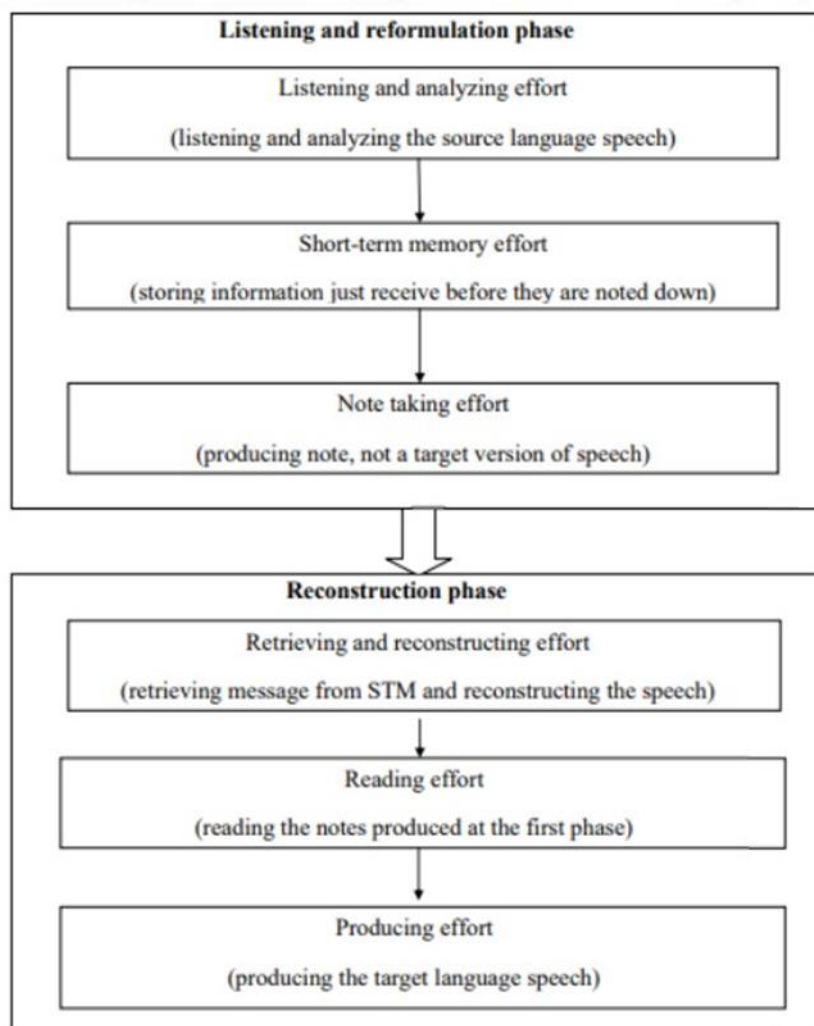 Listening and reformulation phase
Listening and analyzing effort
(listening and analyzing the source language speech)
Short-term memory effort
(storing information just receive before they are noted down)
Note taking effort
(producing note, not a target version of speech)
Reconstruction phase
Retrieving and reconstructing effort
(retrieving message from STM and reconstructing the speech)
Reading effort
(reading the notes produced at the first phase)
Producing effort
(producing the target language speech)